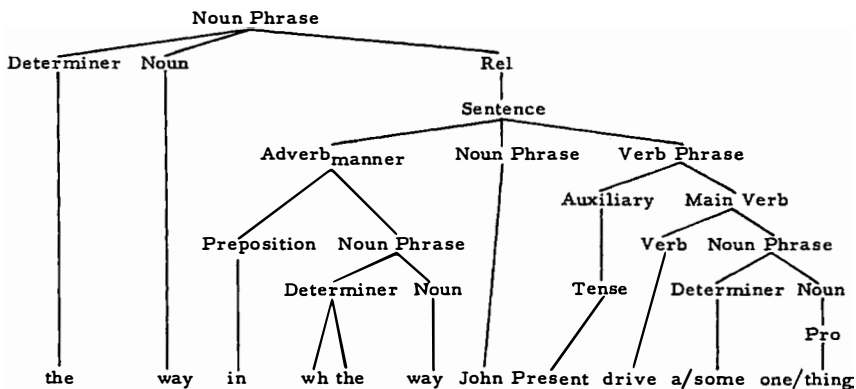 Noun Phrase
Determiner Noun Rel
Sentence
Adverb manner Noun Phrase Verb Phrase
Auxiliary Main Verb
Preposition Noun Phrase Verb Noun Phrase
Determiner Noun Tense Determiner Noun
Pro
the way in wh the way John Present drive a/some one/thing